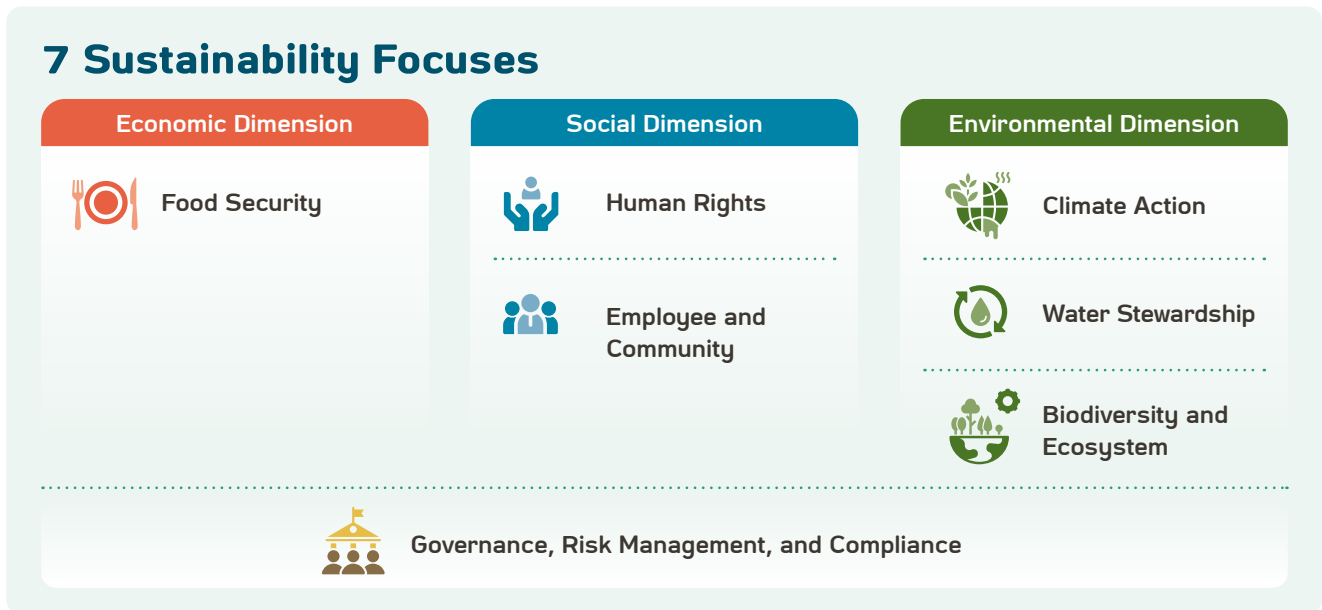 7 Sustainability Focuses
Economic Dimension
Food Security
Social Dimension
Human Rights
Employee and
Community
Environmental Dimension
Climate Action
Water Stewardship
Biodiversity and
Ecosystem
Governance, Risk Management, and Compliance